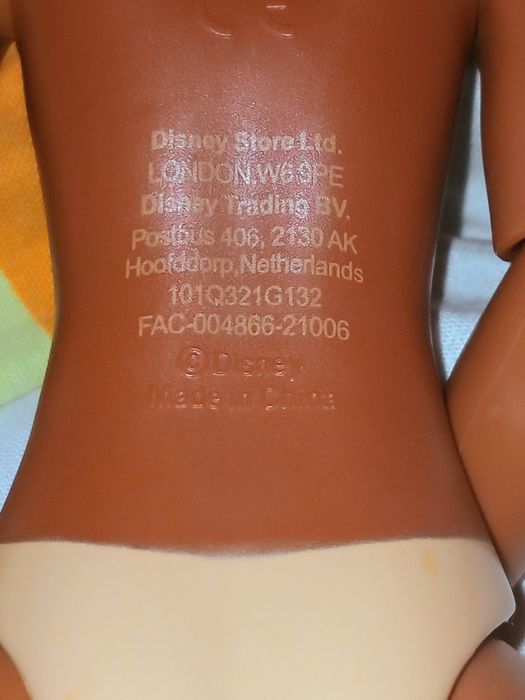 CE
Disney Store Ltd.
LONDON W6 9PE
Disney Trading BV.
Postbus 406, 2130 AK
Hoofddorp,Netherlands
101Q321G132
FAC-004866-21006
©Disney
Made in China